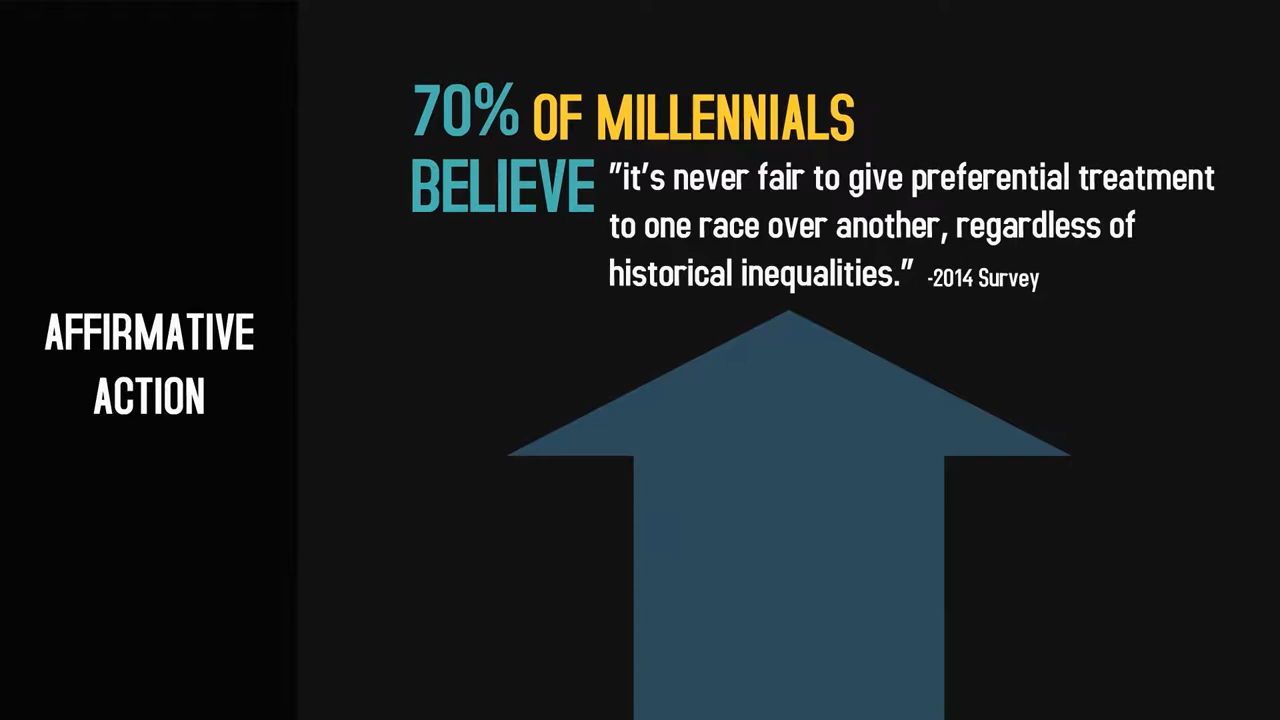 AFFIRMATIVE
ACTION
70% OF MILLENNIALS
BELIEVE "it's never fair to give preferential treatment
to one race over another, regardless of
historical inequalities." -2014 Survey